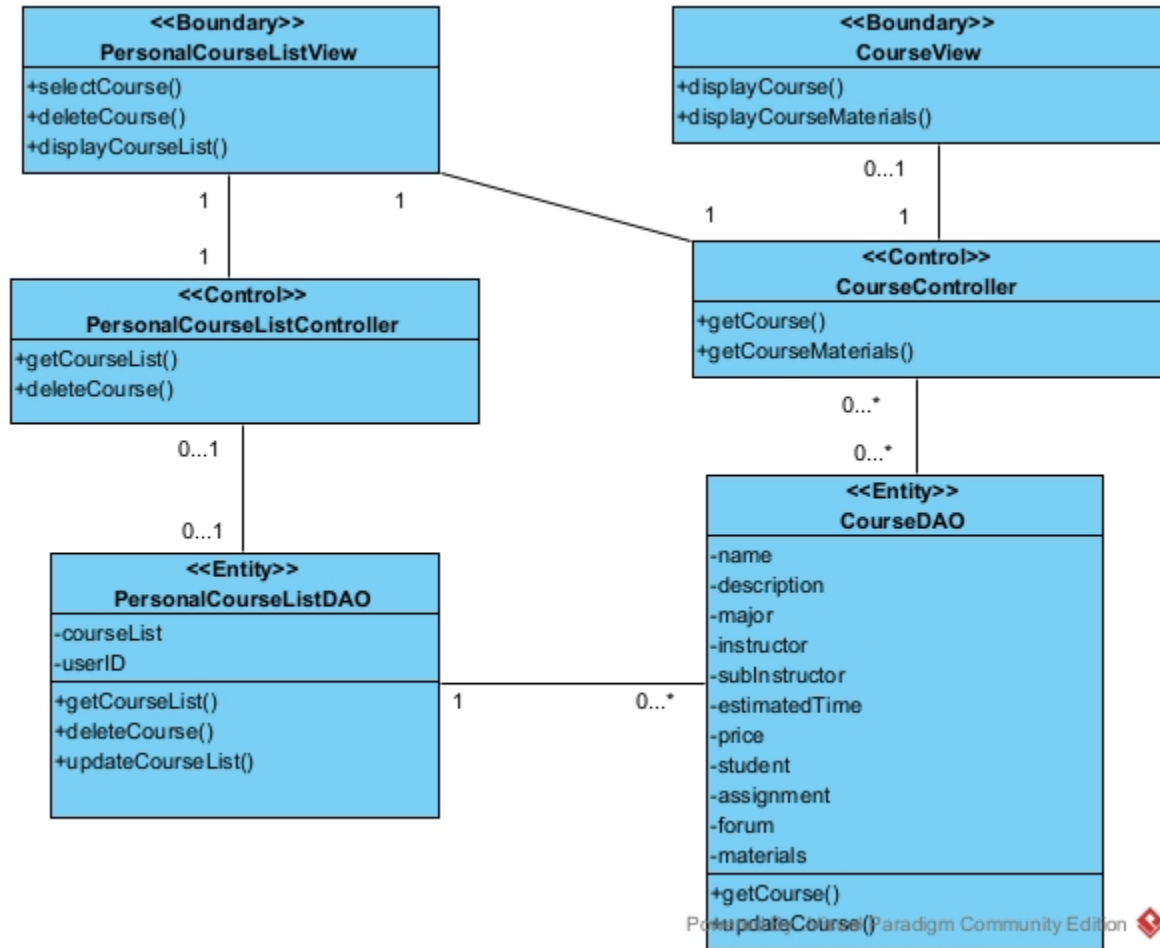 <<Boundary>>
PersonalCourseListView
+selectCourse()
+deleteCourse()
+displayCourseList()
<<Boundary>>
CourseView
+displayCourse()
+displayCourseMaterials()
1
1
1
1
0...1
1
<<Control>>
PersonalCourseListController
+getCourseList()
+deleteCourse()
<<Control>>
CourseController
+getCourse()
+getCourseMaterials()
0...1
0...1
0...*
0...*
<<Entity>>
PersonalCourseListDAO
-courseList
-userID
+getCourseList()
+deleteCourse()
+updateCourseList()
1
0...*
<<Entity>>
CourseDAO
-name
-description
-major
-instructor
-subInstructor
-estimatedTime
-price
-student
-assignment
-forum
-materials
+getCourse()
+updateCourse()
Paradigm Community Edition